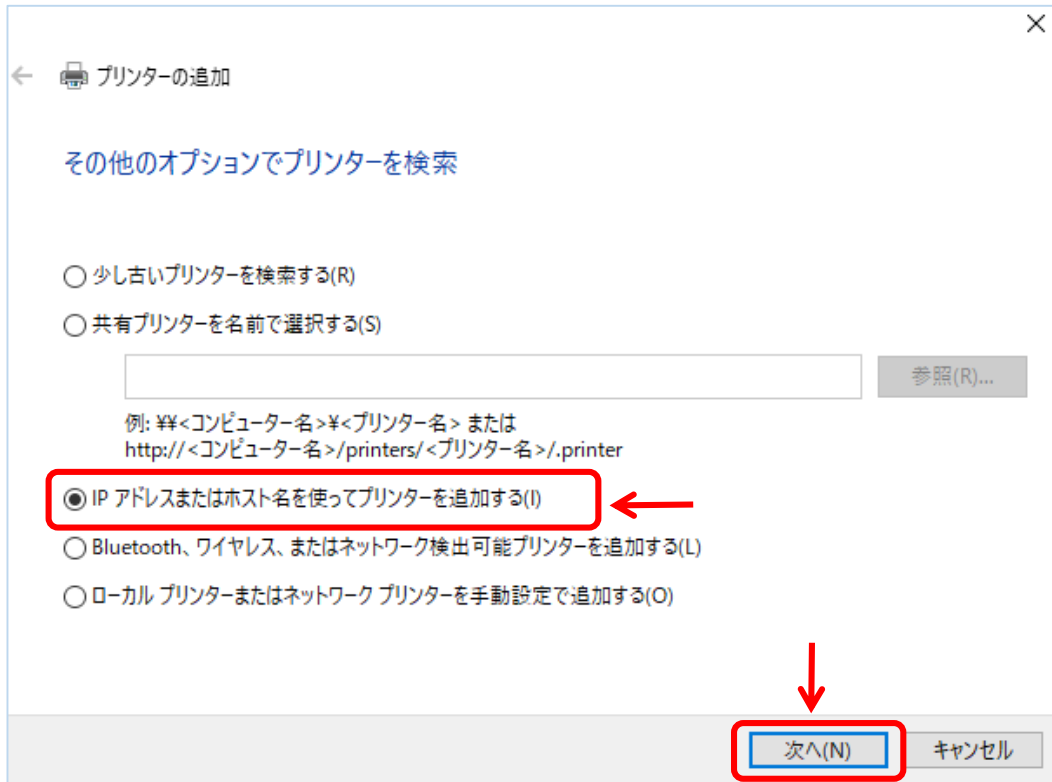 プリンターの追加
その他のオプションでプリンターを検索
少し古いプリンターを検索する(R)
共有プリンターを名前で選択する(S)
参照(R)...
例: ¥¥<コンピューター名>¥<プリンター名> または
http://<コンピューター名>/printers/<プリンター名>/.printer
IP アドレスまたはホスト名を使ってプリンターを追加する(I)
Bluetooth、ワイヤレス、またはネットワーク検出可能プリンターを追加する(L)
ローカル プリンターまたはネットワーク プリンターを手動設定で追加する(O)
次へ(N)
キャンセル